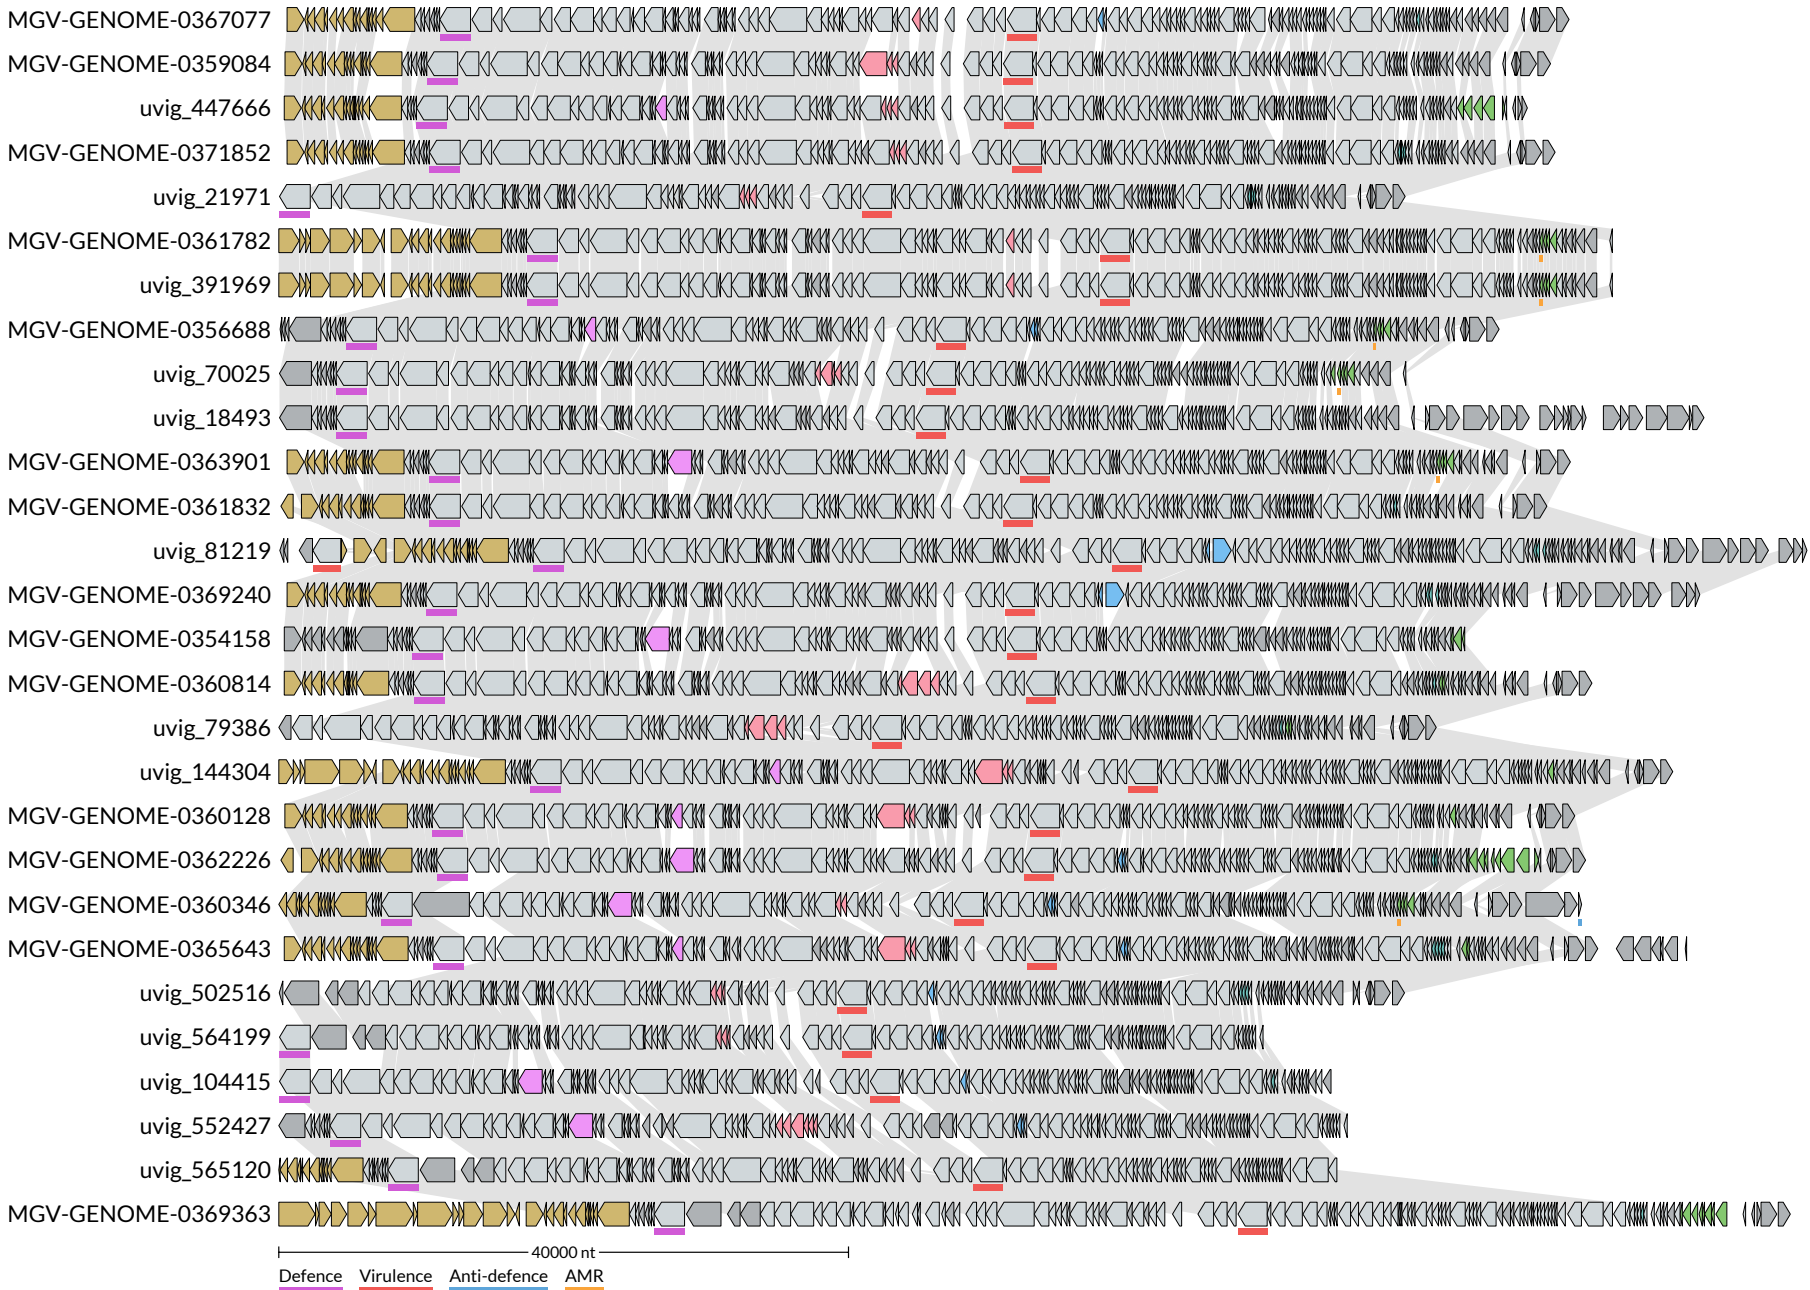 MGV-GENOME-0367077
MGV-GENOME-0359084
uvig_447666
MGV-GENOME-0371852
uvig_21971
MGV-GENOME-0361782
uvig_391969
MGV-GENOME-0356688
uvig_70025
uvig_18493
MGV-GENOME-0363901
MGV-GENOME-0361832
uvig_81219
MGV-GENOME-0369240
MGV-GENOME-0354158
MGV-GENOME-0360814
uvig_79386
uvig_144304
MGV-GENOME-0360128
MGV-GENOME-0362226
MGV-GENOME-0360346
MGV-GENOME-0365643
uvig_502516
uvig_564199
uvig_104415
uvig_552427
uvig_565120
MGV-GENOME-0369363
40000 nt
Defence Virulence Anti-defence AMR